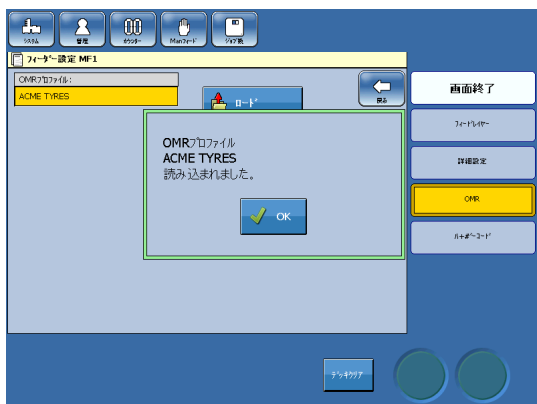 システム
管理
カウンター
Manフィード
ジョブ後
フィーダー設定 MF1
OMRプロファイル:
ACME TYRES
ロード
戻る
画面終了
フィードプレイヤー
詳細設定
OMR
バーコード
OMRプロファイル
ACME TYRES
読み込まれました。
OK
デッキクリア